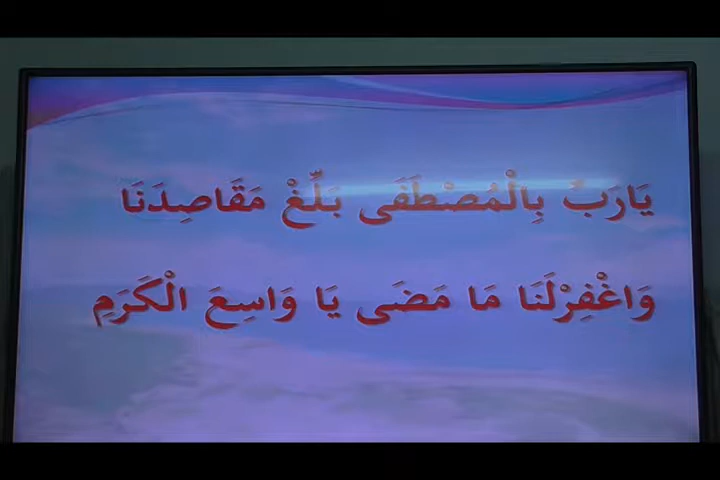 يَارَبِّ بِالْمُصْطَفَى بَلِّغْ مَقَاصِدَنَا
وَاغْفِرْلَنَا مَا مَضَى يَا وَاسِعَ الْكَرَمِ